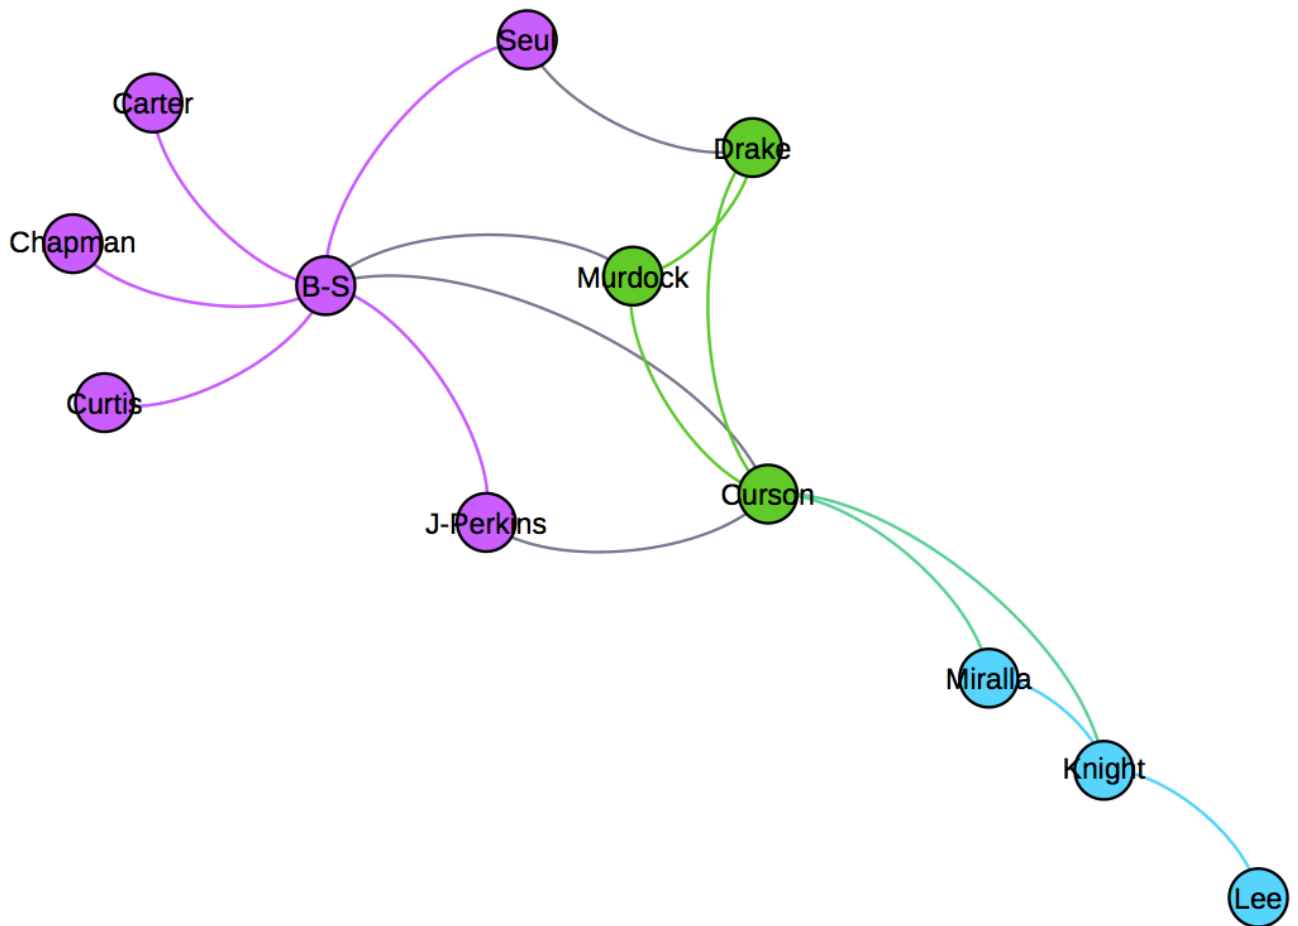 Seul
Carter
Drake
Chapman
Murdock
B-S
Curtis
Curson
J-Perkins
Miralla
Knight
Lee